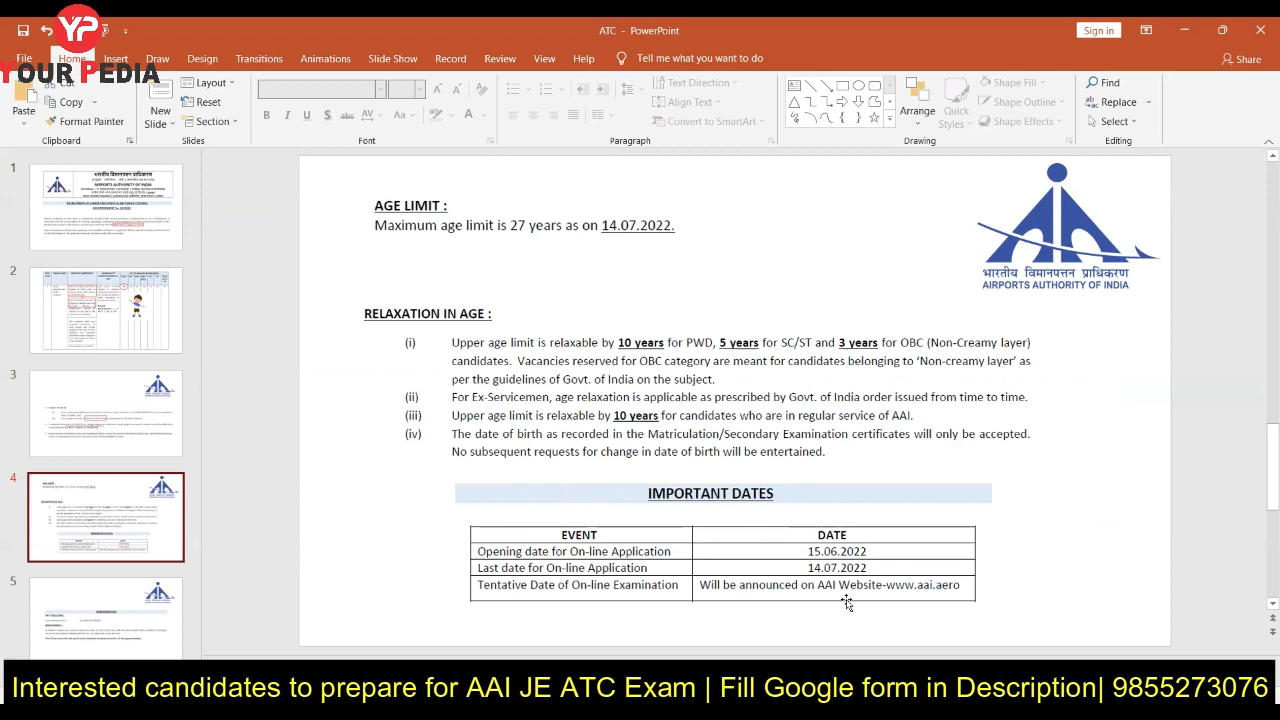 YP
YOUR PEDIA
ATC - PowerPoint
Sign in
File Home Insert Draw Design Transitions Animations Slide Show Record Review View Help Tell me what you want to do
Share
Paste
Cut
Copy
Format Painter
New Slide
Layout
Reset
Section
B I U S abc AV Aa A
Text Direction
Align Text
Convert to SmartArt
Arrange
Quick Styles
Shape Fill
Shape Outline
Shape Effects
Find
Replace
Select
Clipboard Slides Font Paragraph Drawing Editing
1
2
3
4
5
AGE LIMIT :
Maximum age limit is 27 years as on 14.07.2022.
भारतीय विमानपत्तन प्राधिकरण
AIRPORTS AUTHORITY OF INDIA
RELAXATION IN AGE :
(i) Upper age limit is relaxable by 10 years for PWD, 5 years for SC/ST and 3 years for OBC (Non-Creamy layer)
candidates. Vacancies reserved for OBC category are meant for candidates belonging to ‘Non-creamy layer’ as
per the guidelines of Govt. of India on the subject.
(ii) For Ex-Servicemen, age relaxation is applicable as prescribed by Govt. of India order issued from time to time.
(iii) Upper age limit is relaxable by 10 years for candidates who are in regular service of AAI.
(iv) The date of birth as recorded in the Matriculation/Secondary Examination certificates will only be accepted.
No subsequent requests for change in date of birth will be entertained.
IMPORTANT DATES
EVENT DATE
Opening date for On-line Application 15.06.2022
Last date for On-line Application 14.07.2022
Tentative Date of On-line Examination Will be announced on AAI Website-www.aai.aero
Interested candidates to prepare for AAI JE ATC Exam | Fill Google form in Description| 9855273076